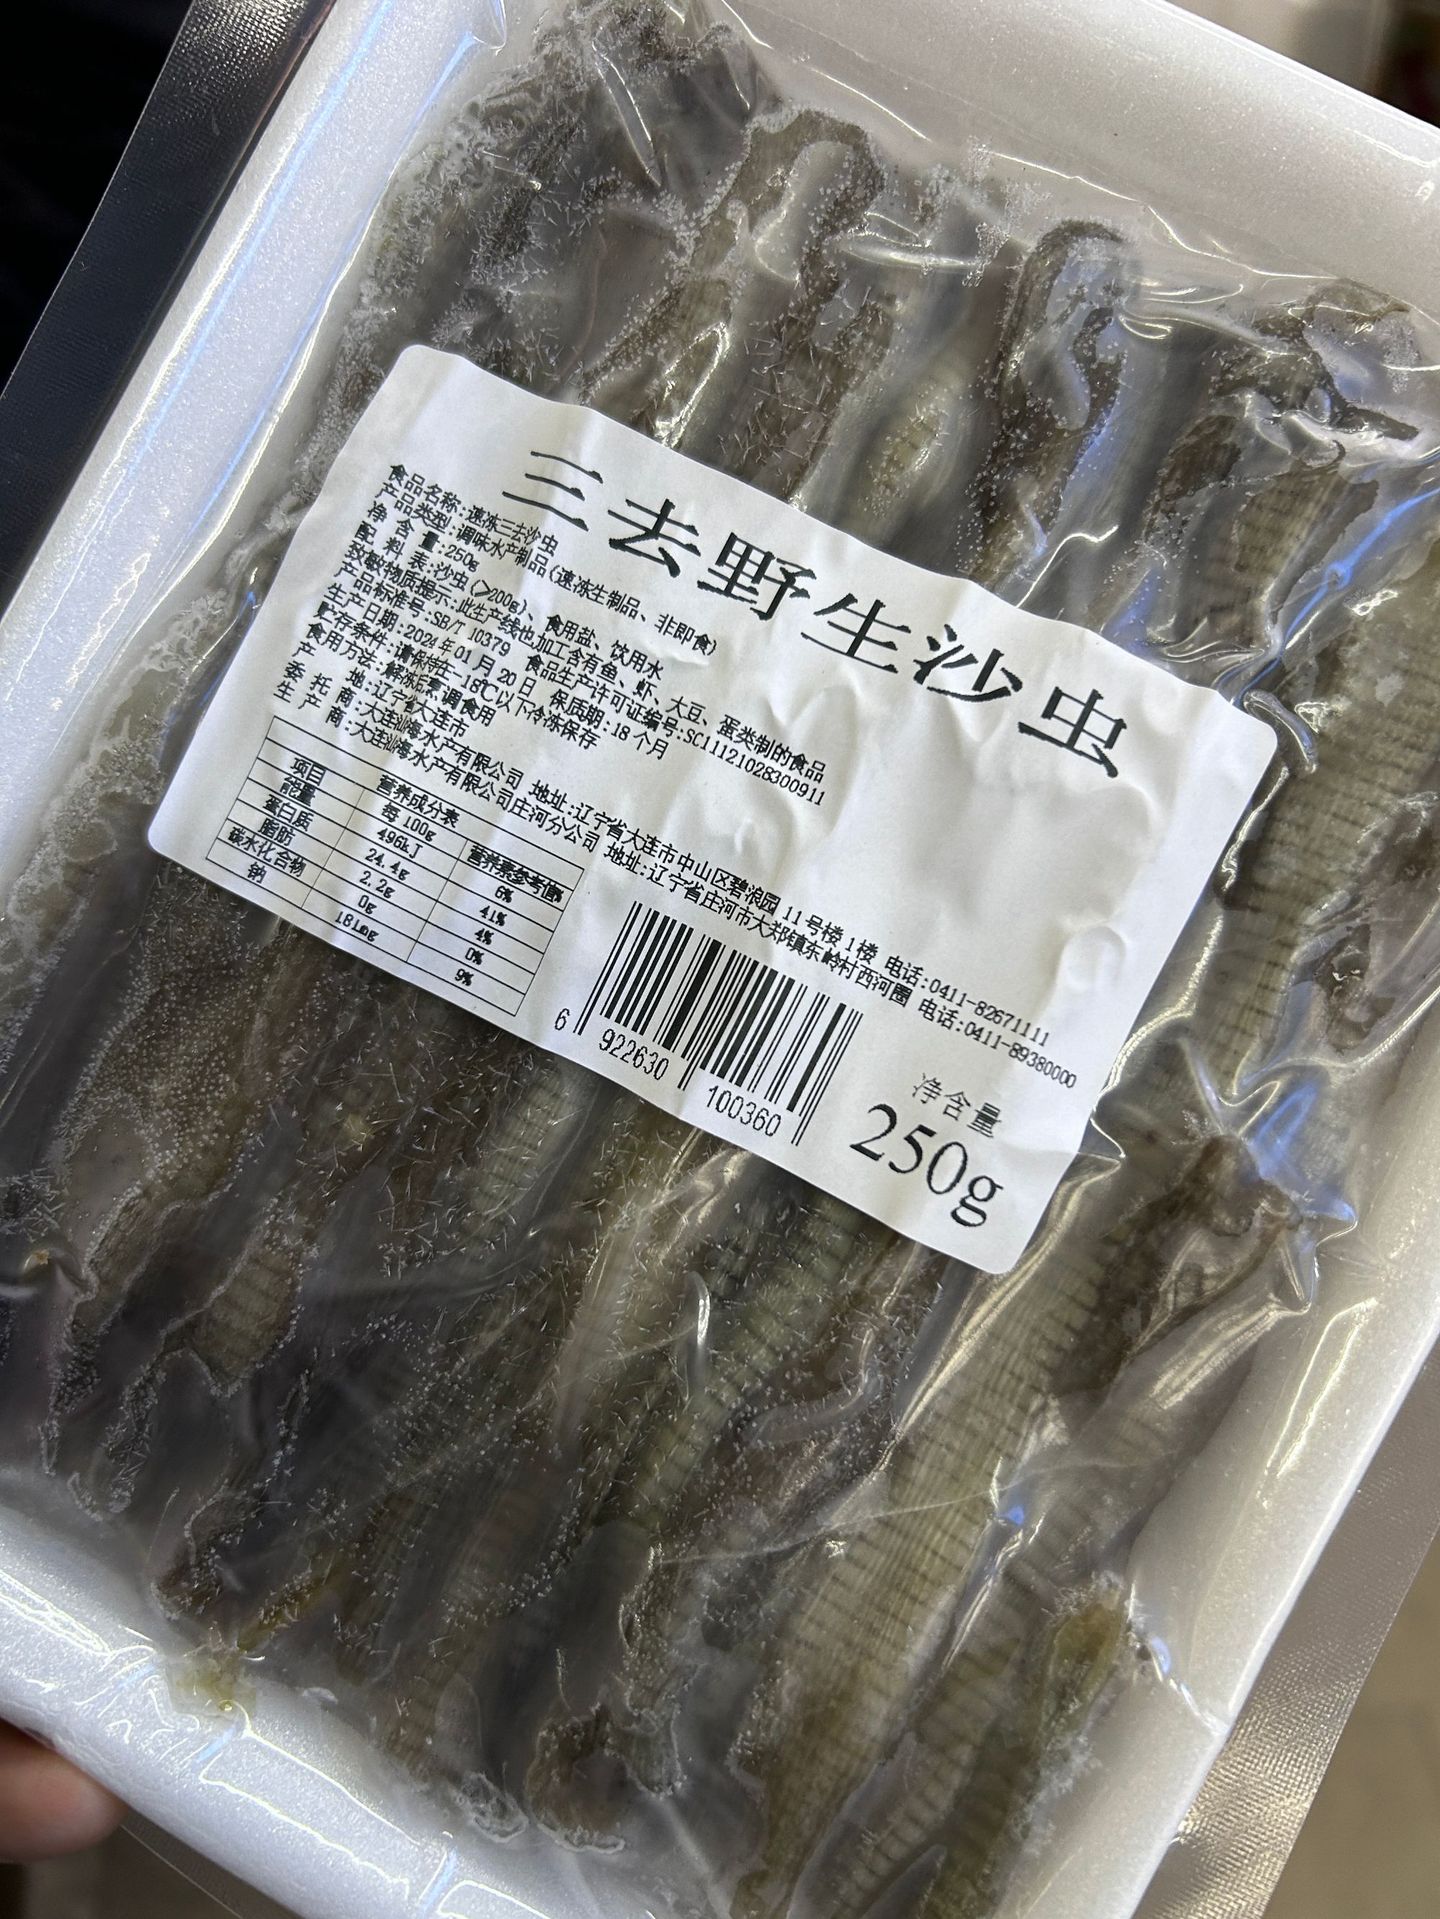 三去野生沙虫
食品名称:速冻三去沙虫
产品类型:调味水产制品(速冻生制品、非即食)
净含量:250g
配料表:沙虫(≥200g)、食用盐、饮用水
致敏物质提示:此生产线也加工含有鱼、虾、大豆、蛋类制的食品
产品标准号:SB/T 10379 食品生产许可证编号:SC11121028300911
生产日期:2024年01月20日 保质期:18个月
贮存条件:请保持在-18℃以下冷冻保存
食用方法:解冻后烹调食用
产地:辽宁省大连市
委托商:大连汕海水产有限公司 地址:辽宁省大连市中山区碧浪园11号楼1楼 电话:0411-82671111
生产商:大连汕海水产有限公司庄河分公司 地址:辽宁省庄河市大郑镇东岭村西河圈 电话:0411-89380000
营养成分表
项目 每100g 营养素参考值%
能量 496kJ 6%
蛋白质 24.4g 41%
脂肪 2.2g 4%
碳水化合物 0g 0%
钠 181mg 9%
6 922630 100360
净含量
250g